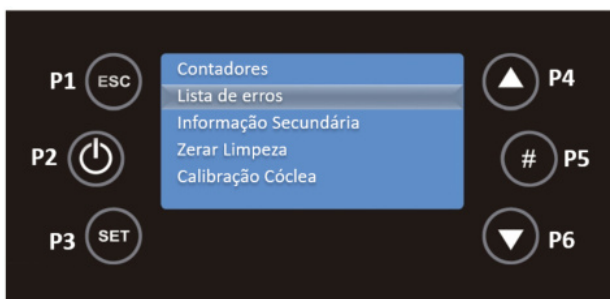 P1 ESC
P2
P3 SET
Contadores
Lista de erros
Informação Secundária
Zerar Limpeza
Calibração Cóclea
P4
# P5
P6